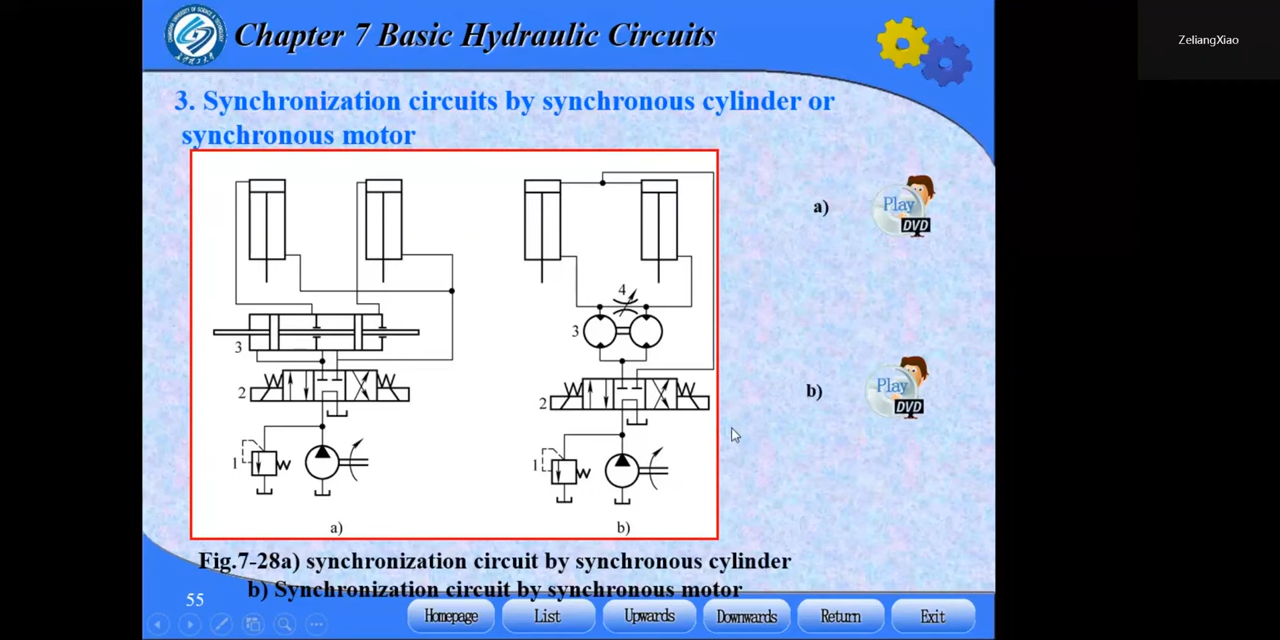 Chapter 7 Basic Hydraulic Circuits
ZeliangXiao
3. Synchronization circuits by synchronous cylinder or
synchronous motor
a)
Play
DVD
4
3
3
2
2
b)
Play
DVD
1
1
a)
b)
Fig.7-28a) synchronization circuit by synchronous cylinder
b) Synchronization circuit by synchronous motor
55
Homepage
List
Upwards
Downwards
Return
Exit